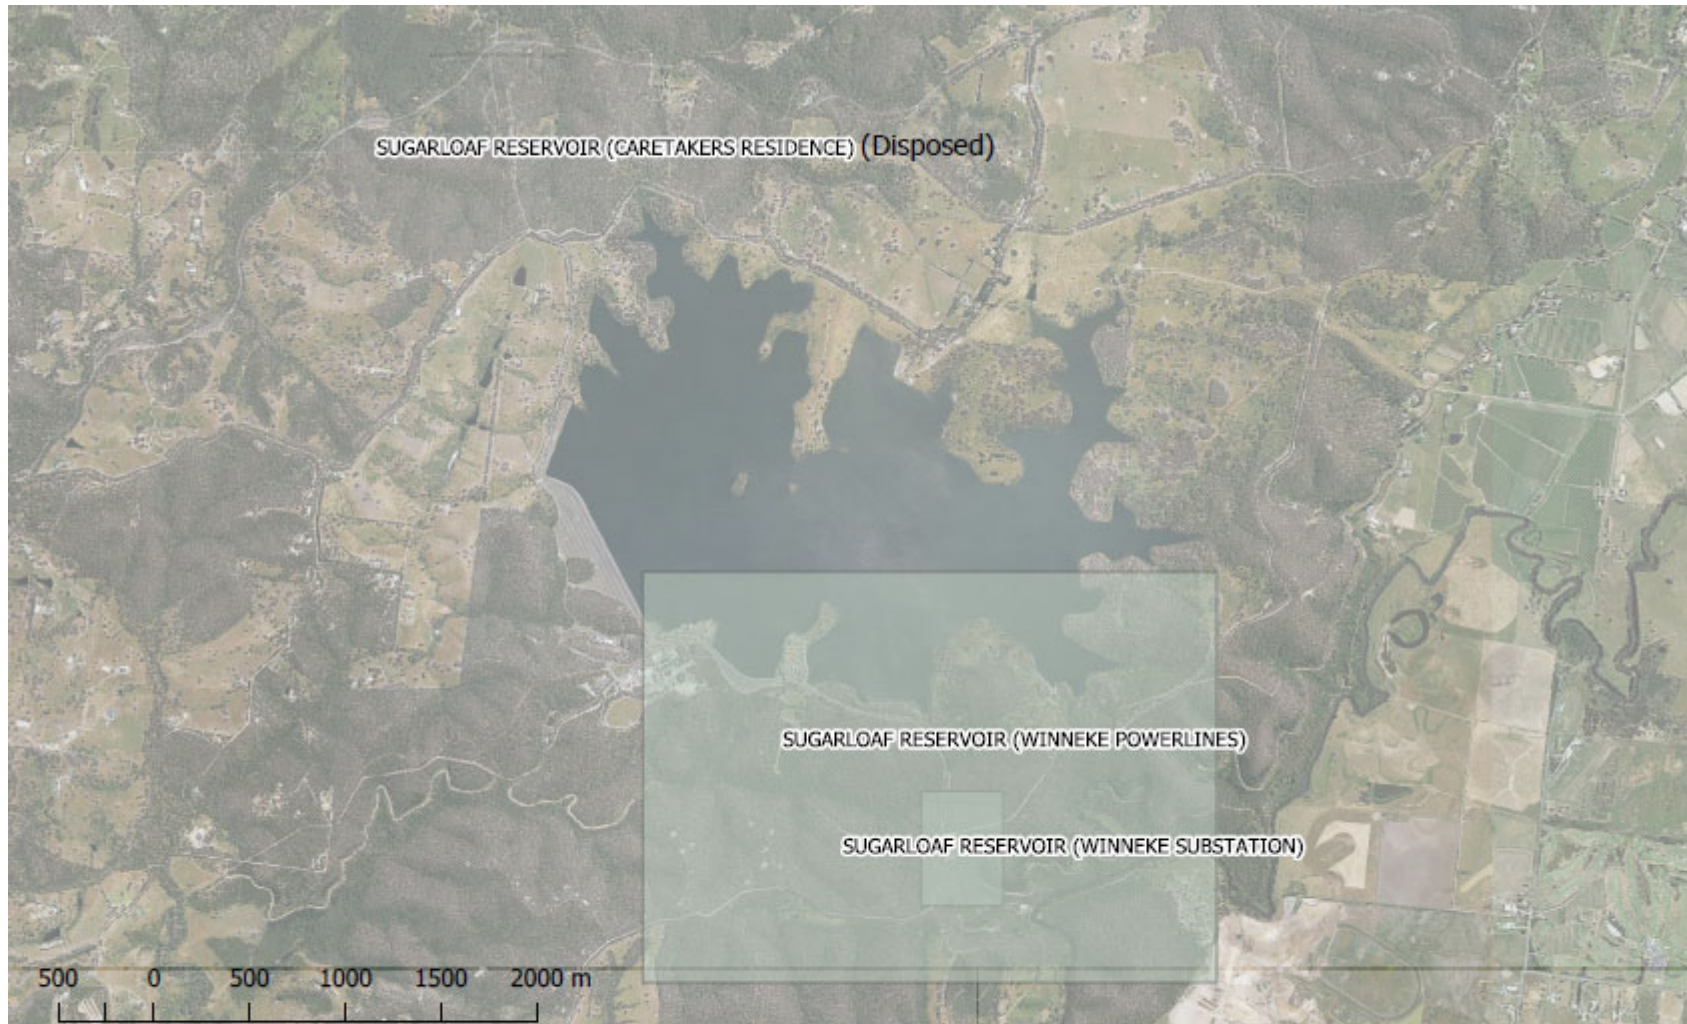 SUGARLOAF RESERVOIR (CARETAKERS RESIDENCE) (Disposed)
SUGARLOAF RESERVOIR (WINNEKE POWERLINES)
SUGARLOAF RESERVOIR (WINNEKE SUBSTATION)
500 0 500 1000 1500 2000 m